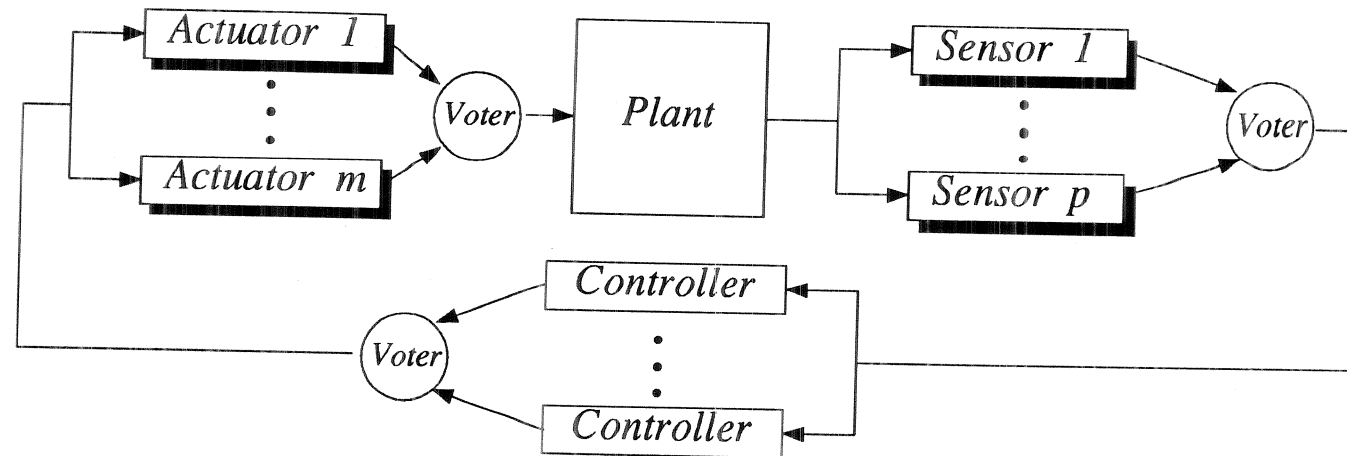 Actuator 1
Voter
Actuator m
Plant
Sensor 1
Voter
Sensor p
Controller
Voter
Controller